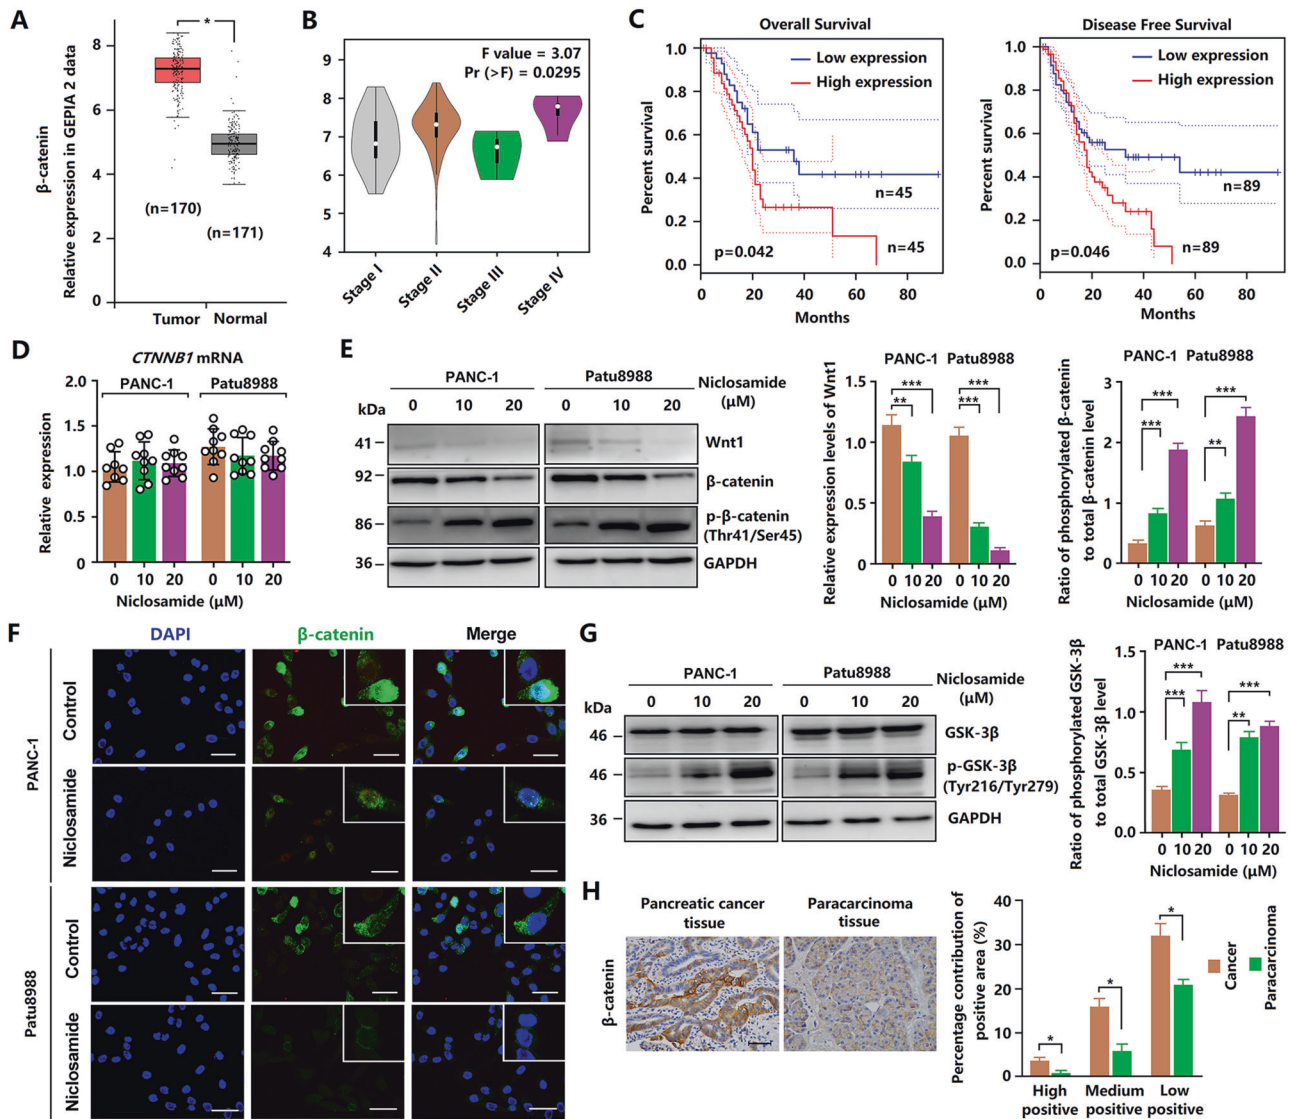 A
β-catenin
Relative expression in GEPIA 2 data
8
6
4
2
0
*
(n=170)
(n=171)
Tumor
Normal
B
F value = 3.07
Pr (>F) = 0.0295
9
8
7
6
5
4
Stage I
Stage II
Stage III
Stage IV
C
Overall Survival
Percent survival
1.0
0.8
0.6
0.4
0.2
0.0
Low expression
High expression
n=45
n=45
p=0.042
0 20 40 60 80
Months
Disease Free Survival
Percent survival
1.0
0.8
0.6
0.4
0.2
0.0
Low expression
High expression
n=89
n=89
p=0.046
0 20 40 60 80
Months
D
CTNNB1 mRNA
PANC-1 Patu8988
Relative expression
2.0
1.5
1.0
0.5
0
0 10 20 0 10 20
Niclosamide (μM)
E
PANC-1 Patu8988 Niclosamide
(μM)
kDa 0 10 20 0 10 20
41 Wnt1
92 β-catenin
86 p-β-catenin
(Thr41/Ser45)
36 GAPDH
Relative expression levels of Wnt1
PANC-1 Patu8988
1.5
1.0
0.5
0.0
*** ***
** ***
0 10 20 0 10 20
Niclosamide (μM)
Ratio of phosphorylated β-catenin
to total β-catenin level
PANC-1 Patu8988
3
2
1
0
*** ***
*** **
0 10 20 0 10 20
Niclosamide (μM)
F
DAPI β-catenin Merge
PANC-1
Control
Niclosamide
Patu8988
Control
Niclosamide
G
PANC-1 Patu8988 Niclosamide
(μM)
kDa 0 10 20 0 10 20
46 GSK-3β
46 p-GSK-3β
(Tyr216/Tyr279)
36 GAPDH
Ratio of phosphorylated GSK-3β
to total GSK-3β level
PANC-1 Patu8988
1.5
1.0
0.5
0.0
*** ***
*** **
0 10 20 0 10 20
Niclosamide (μM)
H
Pancreatic cancer
tissue
Paracarcinoma
tissue
β-catenin
Percentage contribution of
positive area (%)
40
30
20
10
0
* * *
High
positive
Medium
positive
Low
positive
Cancer
Paracarcinoma